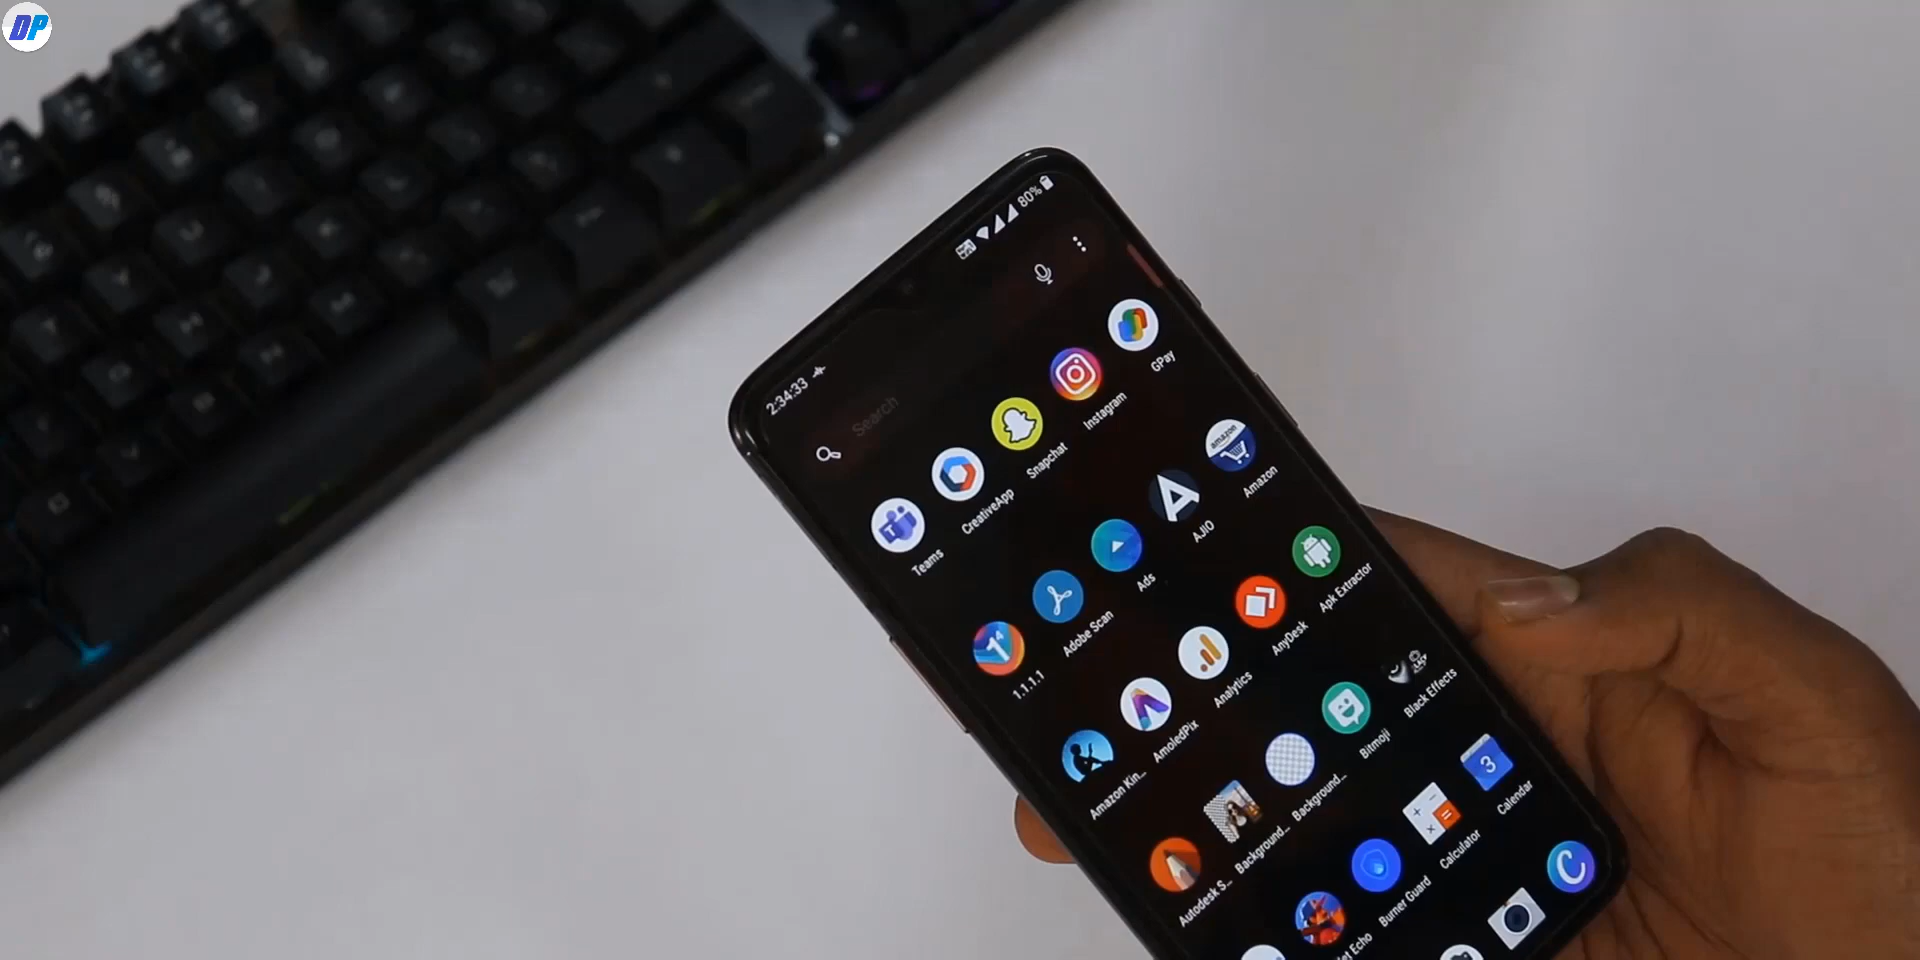 DP
2:34:33
80%
Search
Teams
CreativeApp
Snapchat
Instagram
GPay
1.1.1.1
Adobe Scan
Ads
AJIO
amazon
Amazon
Amazon Kin...
AmoledPix
Analytics
AnyDesk
Apk Extractor
Autodesk S...
Background...
Background...
Bitmoji
Black Effects
Echo
Burner Guard
Calculator
3
Calendar